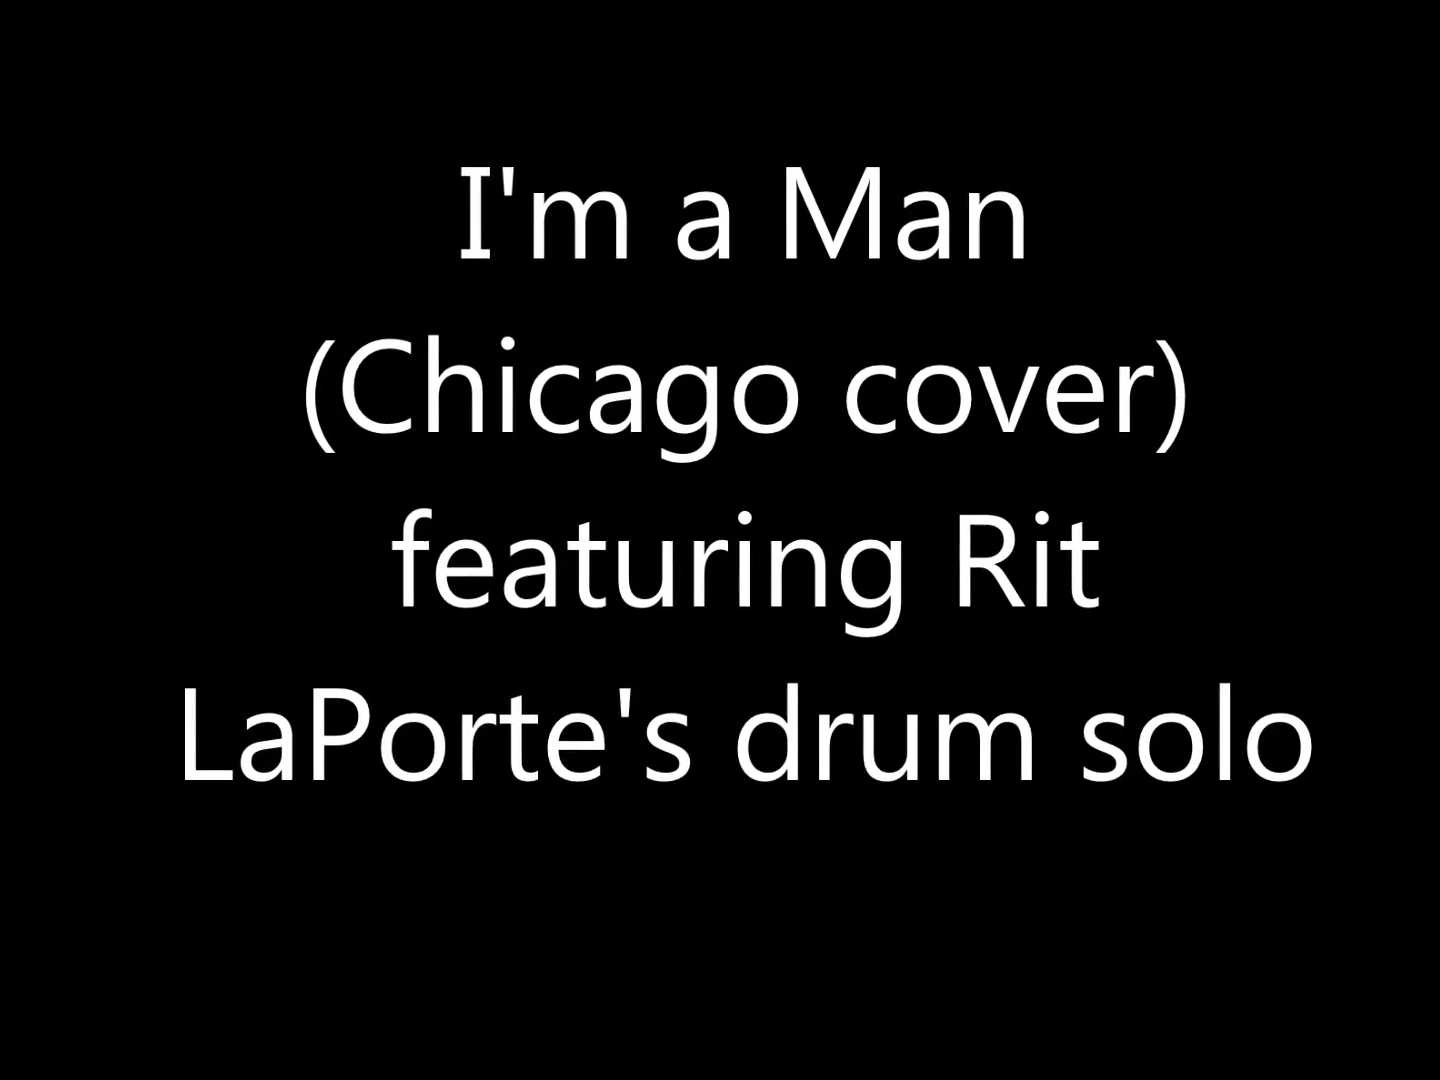 I'm a Man
(Chicago cover)
featuring Rit
LaPorte's drum solo